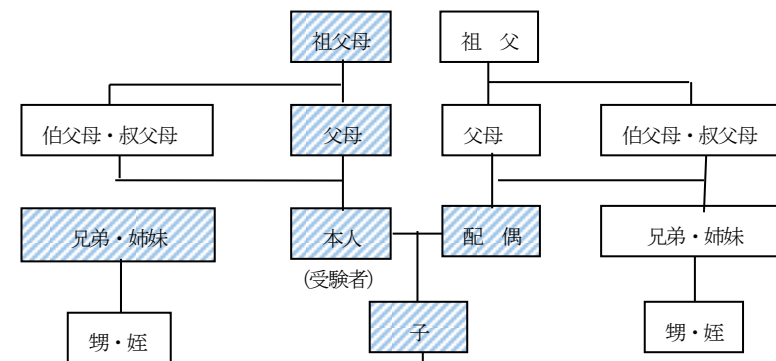 祖父母
祖　父
伯父母・叔父母
父母
父母
伯父母・叔父母
兄弟・姉妹
本人
配　偶
兄弟・姉妹
(受験者)
甥・姪
子
甥・姪